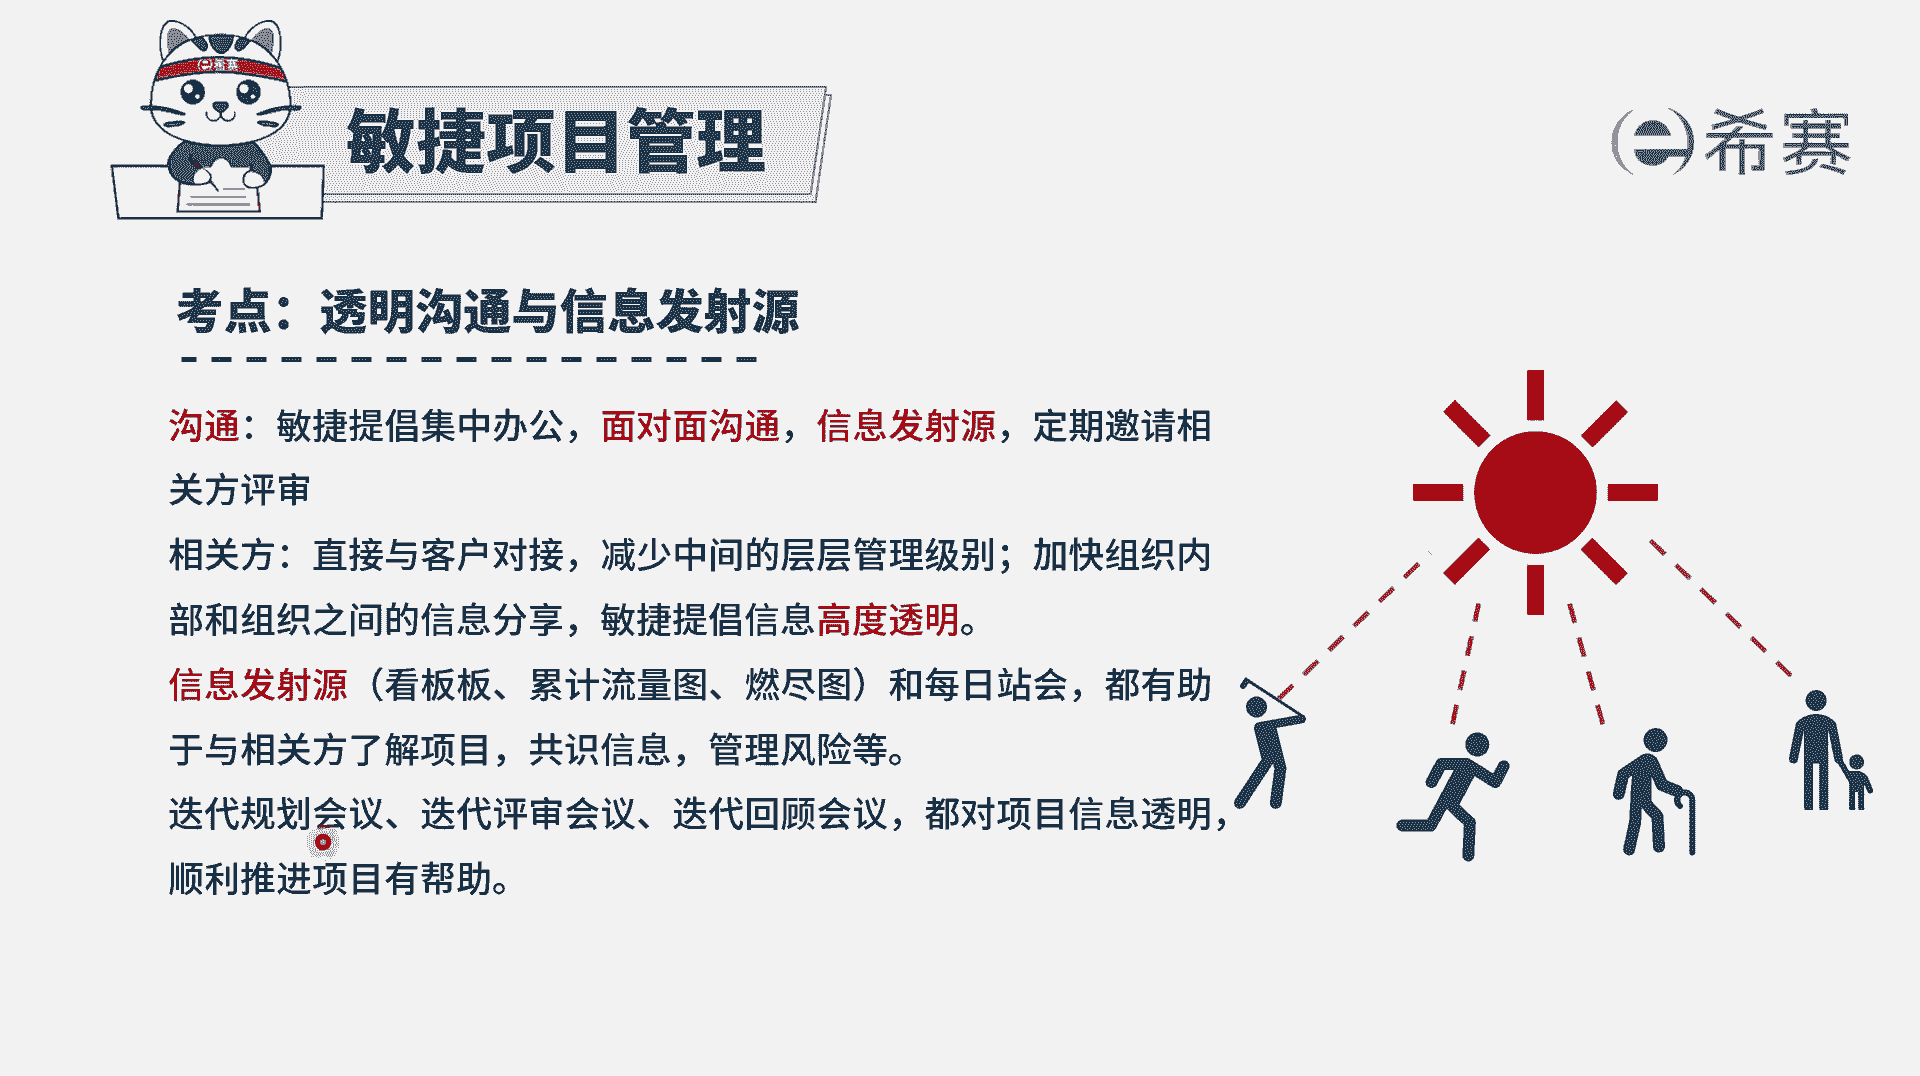 希赛
敏捷项目管理
希赛
考点：透明沟通与信息发射源
沟通：敏捷提倡集中办公，面对面沟通，信息发射源，定期邀请相
关方评审
相关方：直接与客户对接，减少中间的层层管理级别；加快组织内
部和组织之间的信息分享，敏捷提倡信息高度透明。
信息发射源（看板板、累计流量图、燃尽图）和每日站会，都有助
于与相关方了解项目，共识信息，管理风险等。
迭代规划会议、迭代评审会议、迭代回顾会议，都对项目信息透明，
顺利推进项目有帮助。